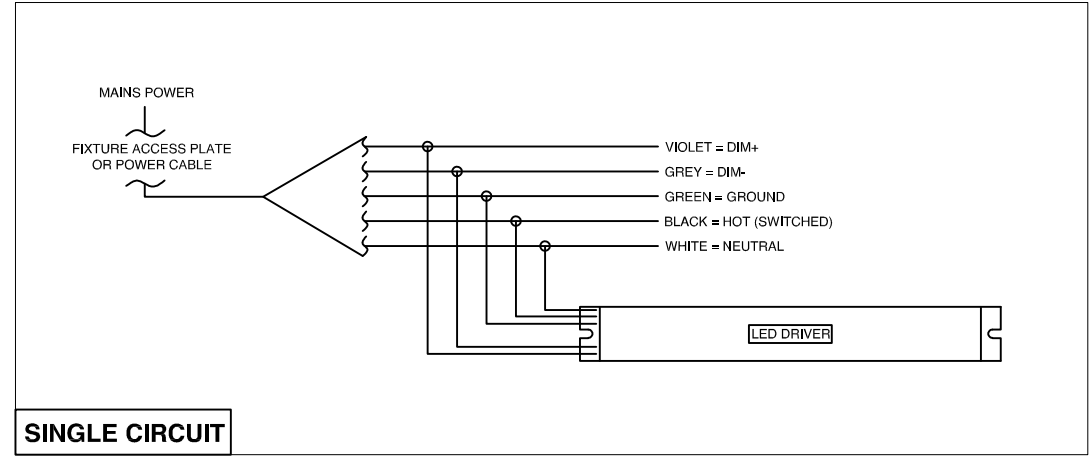 MAINS POWER
FIXTURE ACCESS PLATE
OR POWER CABLE
VIOLET = DIM+
GREY = DIM-
GREEN = GROUND
BLACK = HOT (SWITCHED)
WHITE = NEUTRAL
LED DRIVER
SINGLE CIRCUIT